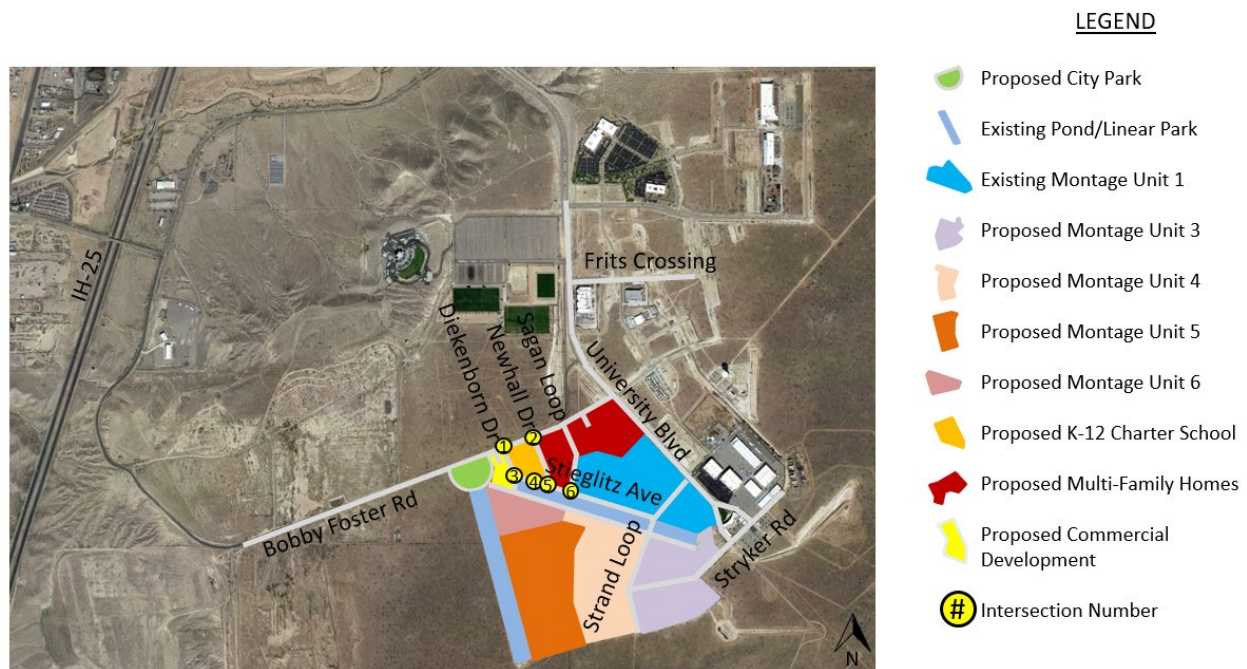 LEGEND
Proposed City Park
Existing Pond/Linear Park
Existing Montage Unit 1
Proposed Montage Unit 3
Proposed Montage Unit 4
Proposed Montage Unit 5
Proposed Montage Unit 6
Proposed K-12 Charter School
Proposed Multi-Family Homes
Proposed Commercial
Development
# Intersection Number
IH-25
Frits Crossing
Diekenborn Dr
Newhall Dr
Sagan Loop
University Blvd
1
2
3
4
5
6
Stieglitz Ave
Bobby Foster Rd
Strand Loop
Stryker Rd
N